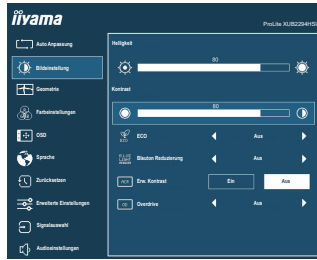 iiyama
ProLite XUB2294HSU
Auto Anpassung
Bildeinstellung
Geometrie
Farbeinstellungen
OSD
Sprache
Zurücksetzen
Erweiterte Einstellungen
Signalauswahl
Audioeinstellungen
Helligkeit
80
Kontrast
80
ECO
Aus
Blauton Reduzierung
Aus
ACR
Erw. Kontrast
Ein
Aus
OD
Overdrive
Aus